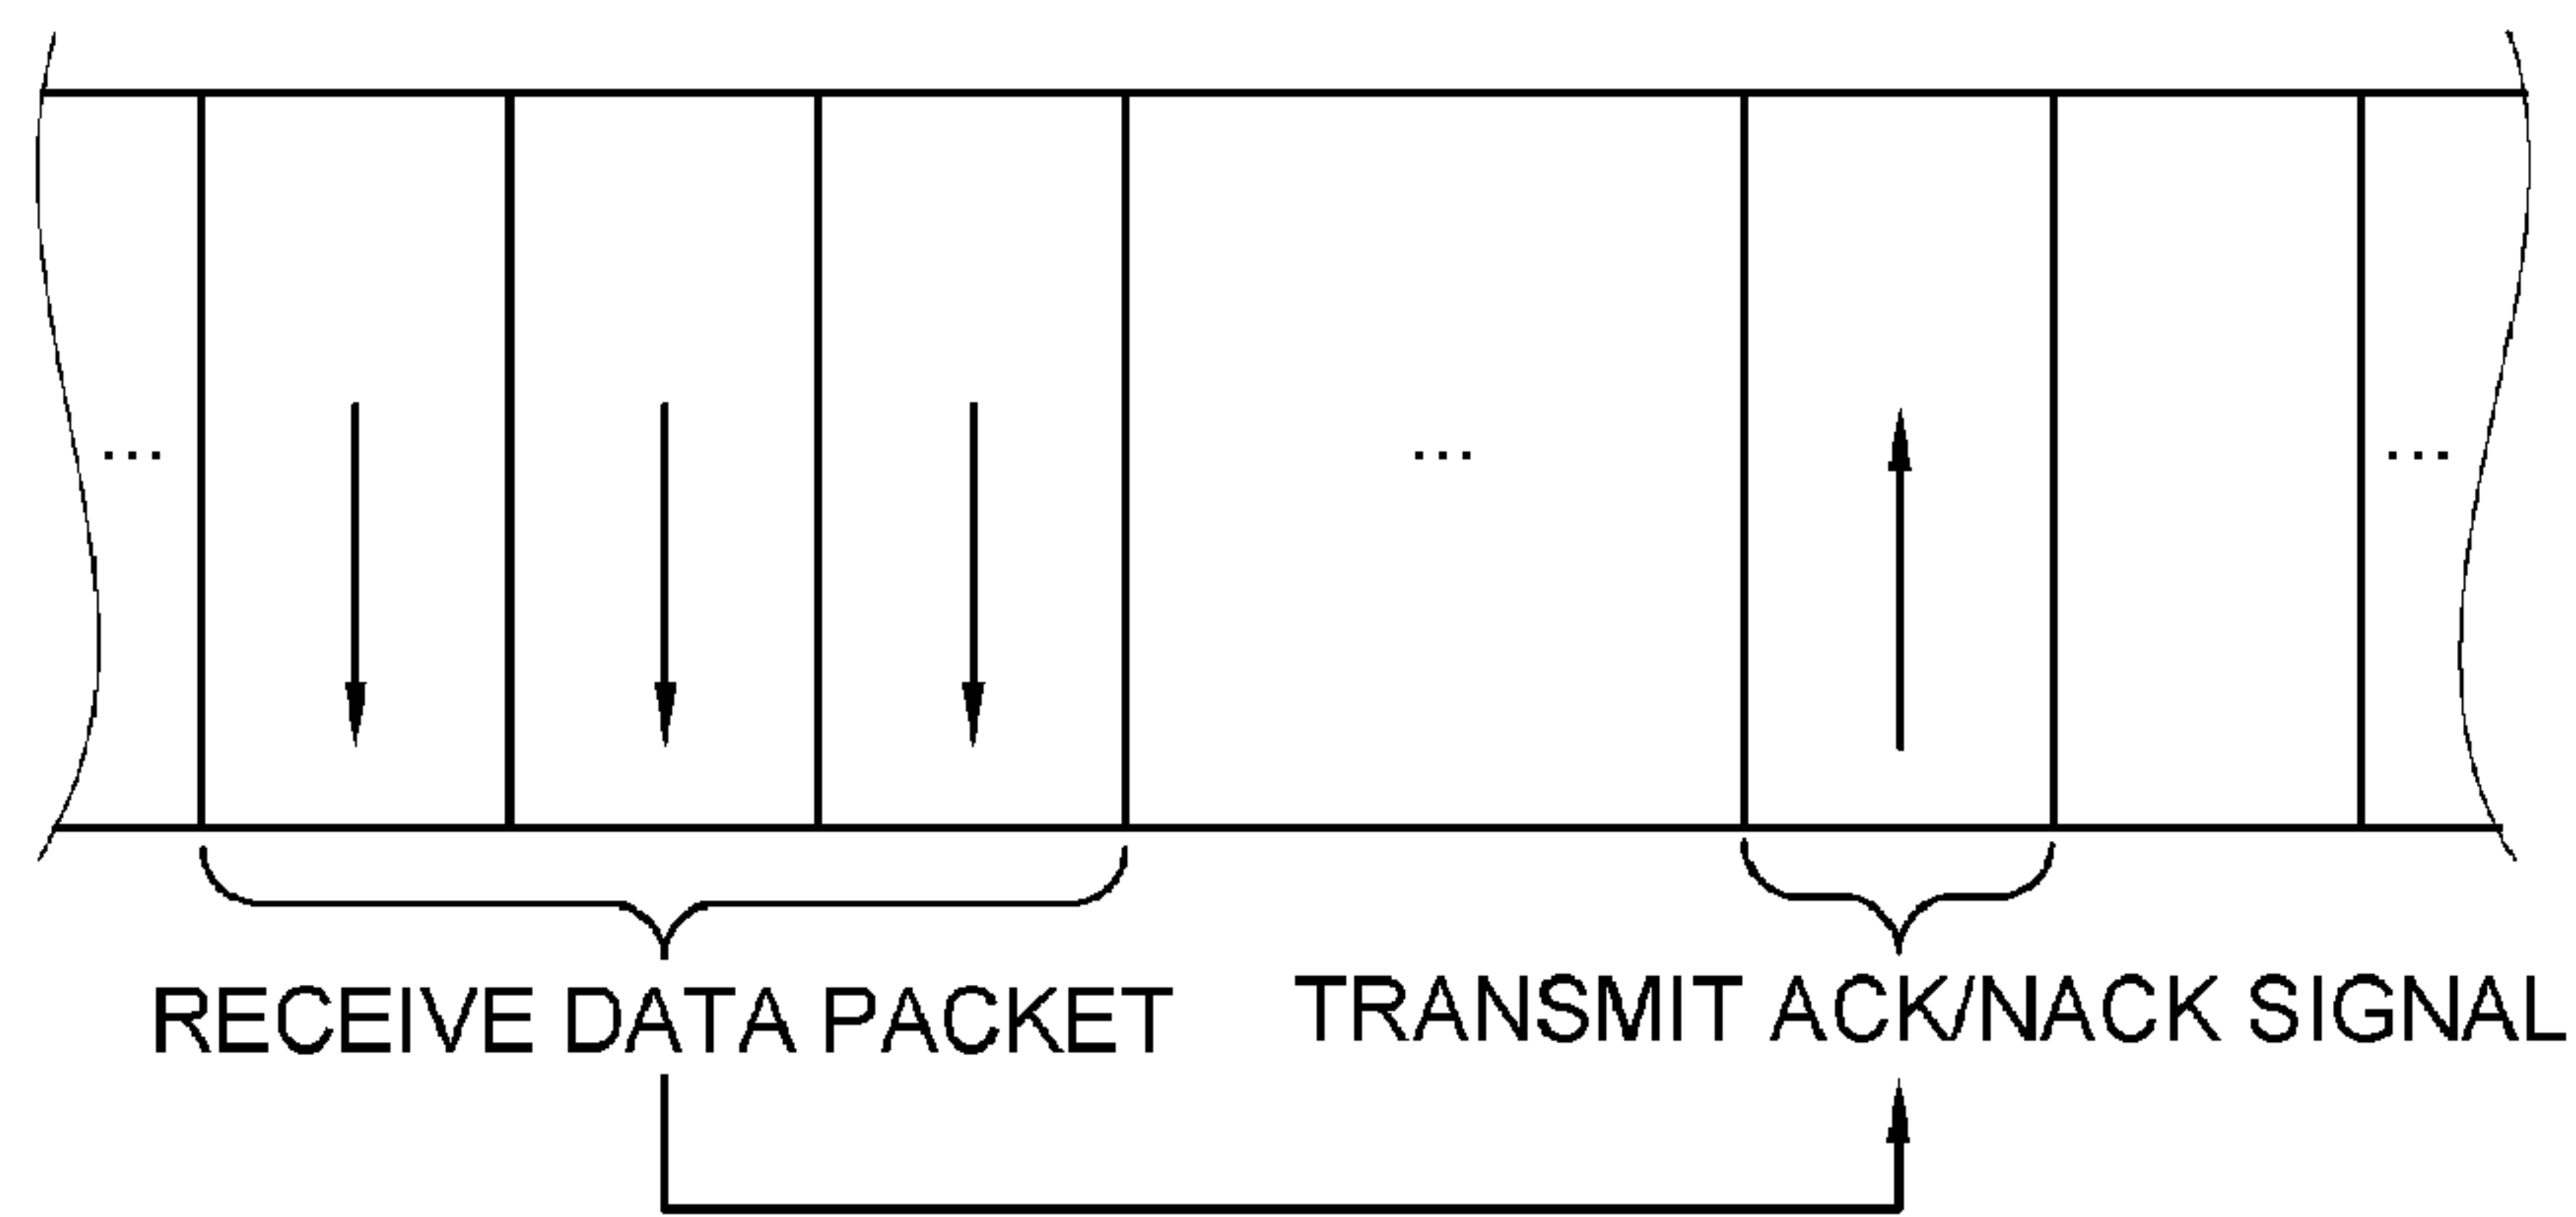 ... ... ...
RECEIVE DATA PACKET TRANSMIT ACK/NACK SIGNAL